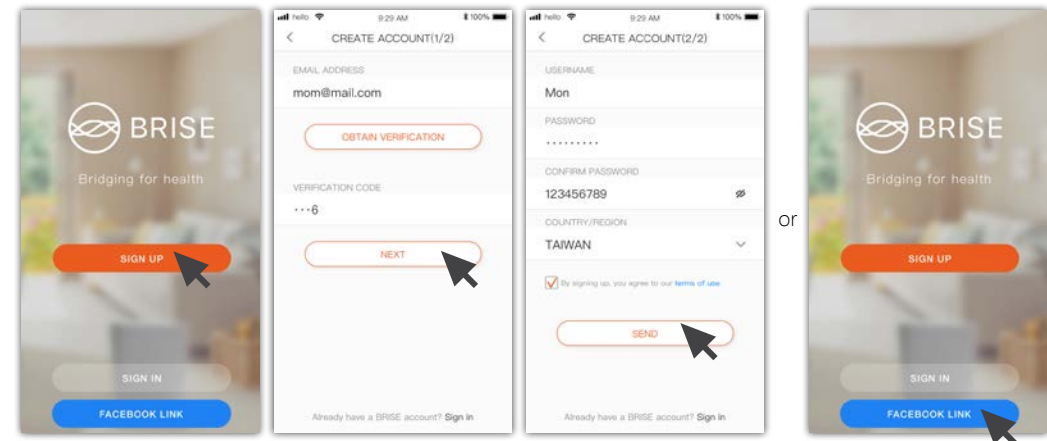 BRISE
Bridging for health
SIGN UP
SIGN IN
FACEBOOK LINK
hello 9:29 AM 100%
CREATE ACCOUNT(1/2)
EMAIL ADDRESS
mom@mail.com
OBTAIN VERIFICATION
VERIFICATION CODE
···6
NEXT
Already have a BRISE account? Sign in
hello 9:29 AM 100%
CREATE ACCOUNT(2/2)
USERNAME
Mon
PASSWORD
·········
CONFIRM PASSWORD
123456789
COUNTRY/REGION
TAIWAN
By signing up, you agree to our terms of use
SEND
Already have a BRISE account? Sign in
or
BRISE
Bridging for health
SIGN UP
SIGN IN
FACEBOOK LINK